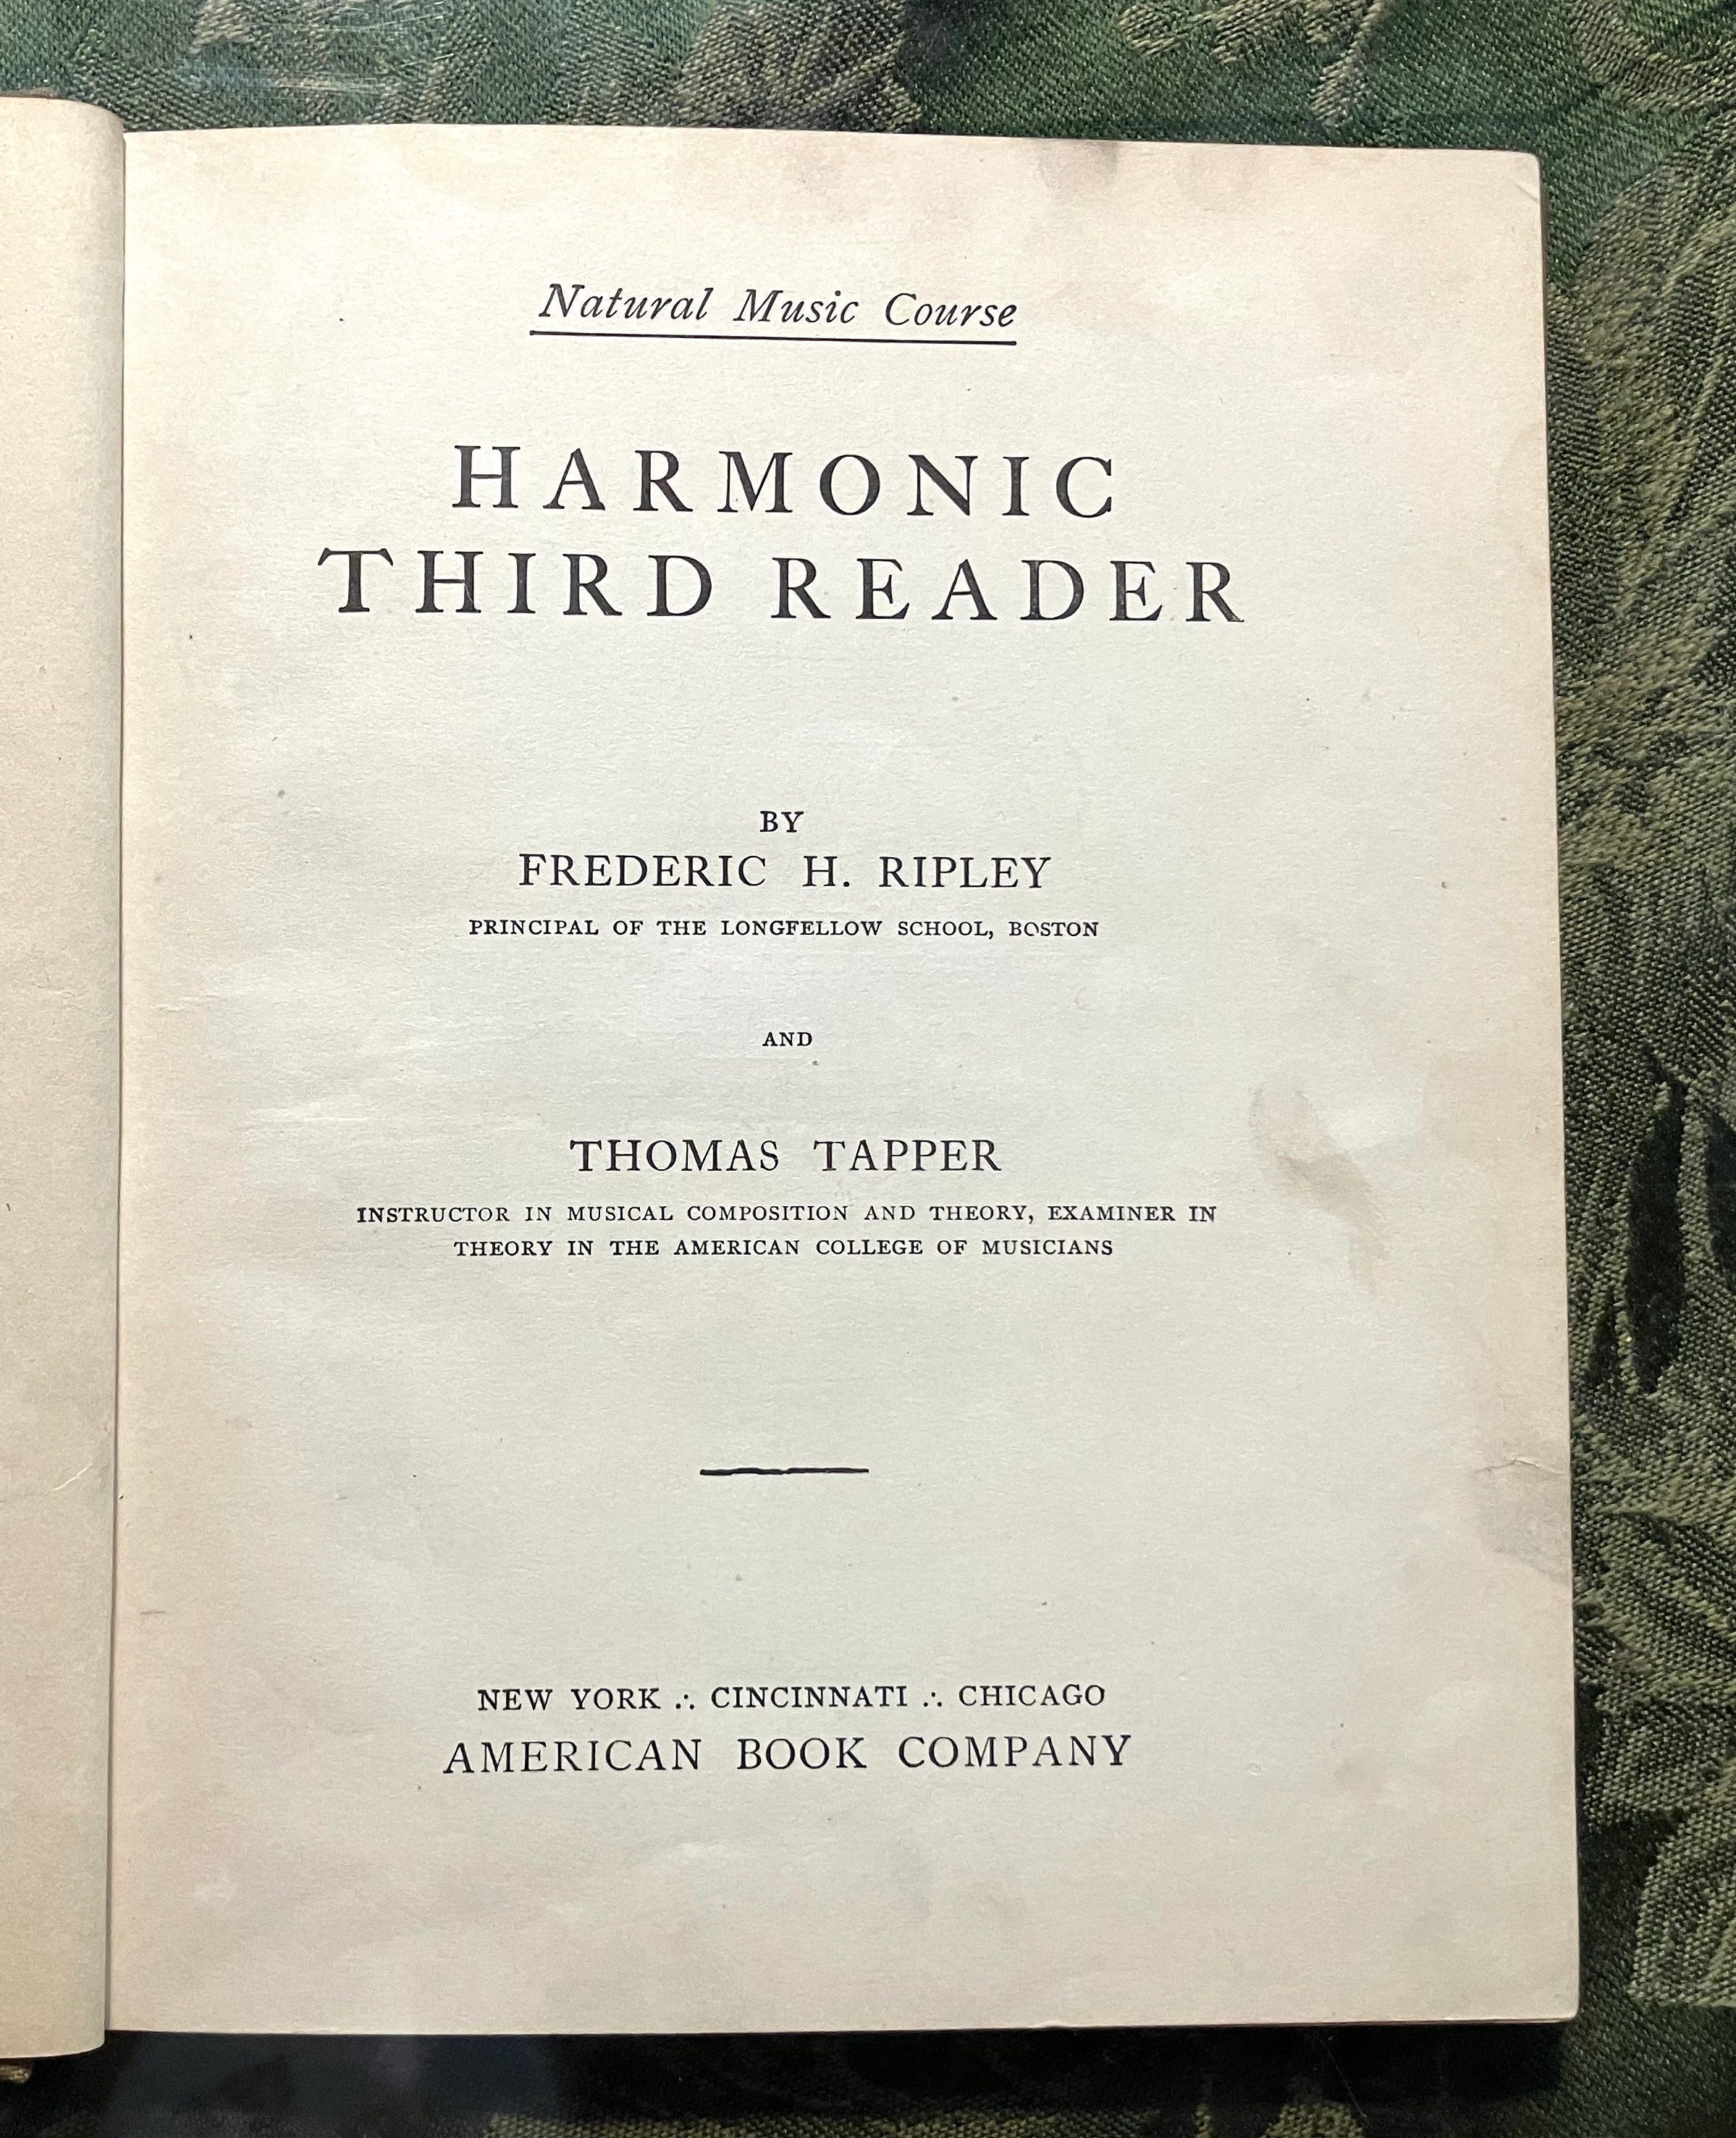 Natural Music Course
HARMONIC
THIRD READER
BY
FREDERIC H. RIPLEY
PRINCIPAL OF THE LONGFELLOW SCHOOL, BOSTON
AND
THOMAS TAPPER
INSTRUCTOR IN MUSICAL COMPOSITION AND THEORY, EXAMINER IN
THEORY IN THE AMERICAN COLLEGE OF MUSICIANS
NEW YORK ∴ CINCINNATI ∴ CHICAGO
AMERICAN BOOK COMPANY